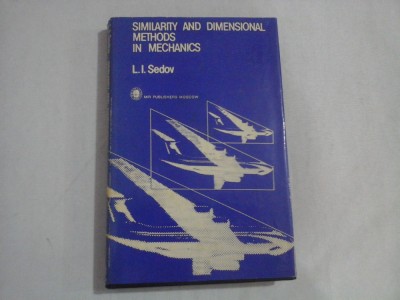 SIMILARITY AND DIMENSIONAL
METHODS
IN MECHANICS
L.I. Sedov
MIR PUBLISHERS MOSCOW